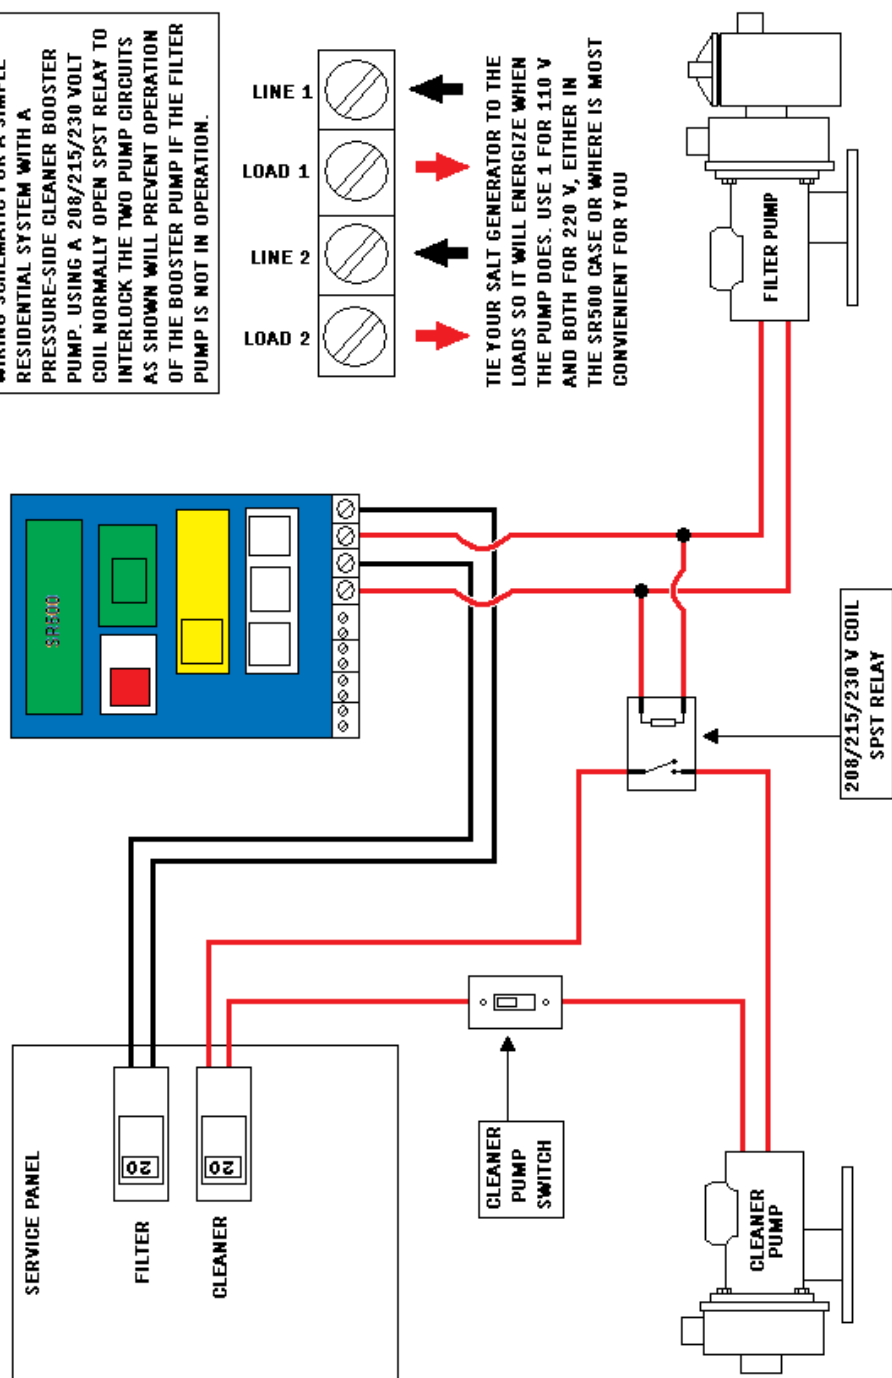 RESIDENTIAL SYSTEM WITH A
PRESSURE-SIDE CLEANER BOOSTER
PUMP. USING A 208/215/230 VOLT
COIL NORMALLY OPEN SPST RELAY TO
INTERLOCK THE TWO PUMP CIRCUITS
AS SHOWN WILL PREVENT OPERATION
OF THE BOOSTER PUMP IF THE FILTER
PUMP IS NOT IN OPERATION.
LINE 1
LOAD 1
LINE 2
LOAD 2
TIE YOUR SALT GENERATOR TO THE
LOADS SO IT WILL ENERGIZE WHEN
THE PUMP DOES. USE 1 FOR 110 V
AND BOTH FOR 220 V, EITHER IN
THE SR500 CASE OR WHERE IS MOST
CONVIENIENT FOR YOU
FILTER PUMP
SR500
208/215/230 V COIL
SPST RELAY
SERVICE PANEL
FILTER
20
CLEANER
20
CLEANER
PUMP
SWITCH
CLEANER
PUMP